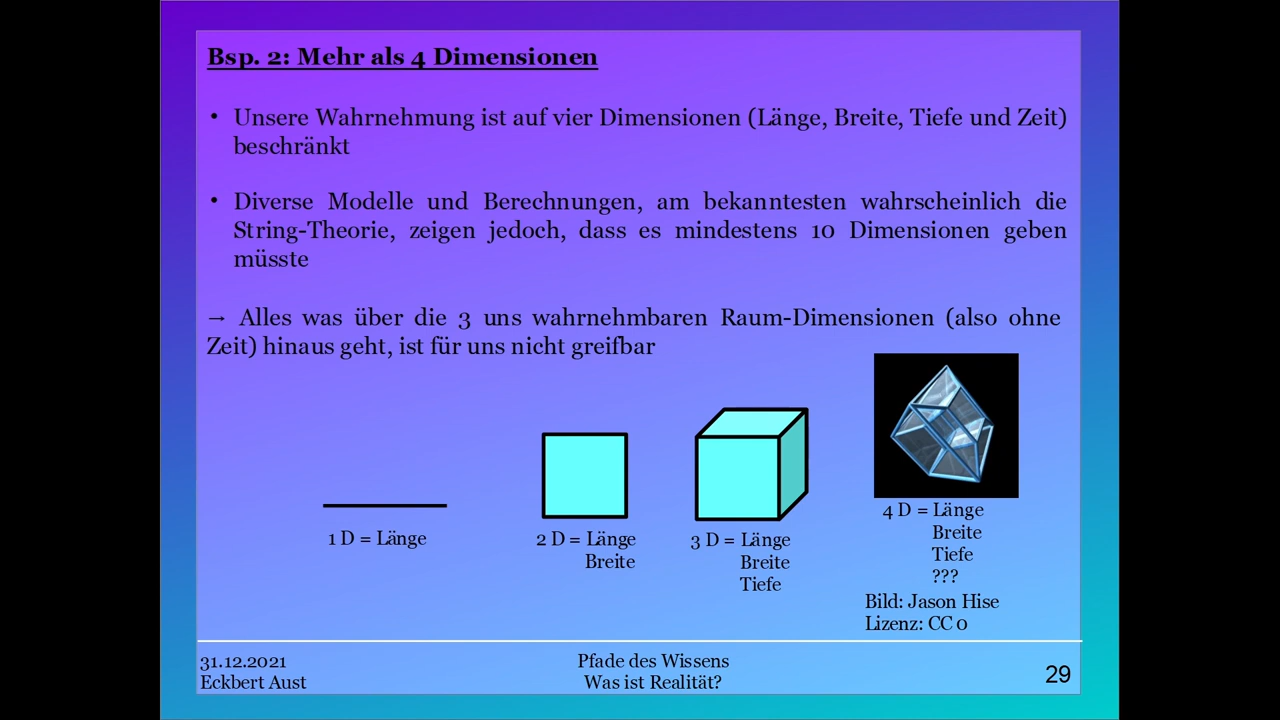 Bsp. 2: Mehr als 4 Dimensionen
• Unsere Wahrnehmung ist auf vier Dimensionen (Länge, Breite, Tiefe und Zeit)
beschränkt
• Diverse Modelle und Berechnungen, am bekanntesten wahrscheinlich die
String-Theorie, zeigen jedoch, dass es mindestens 10 Dimensionen geben
müsste
→ Alles was über die 3 uns wahrnehmbaren Raum-Dimensionen (also ohne
Zeit) hinaus geht, ist für uns nicht greifbar
1 D = Länge
2 D = Länge
Breite
3 D = Länge
Breite
Tiefe
4 D = Länge
Breite
Tiefe
???
Bild: Jason Hise
Lizenz: CC 0
31.12.2021
Eckbert Aust
Pfade des Wissens
Was ist Realität?
29